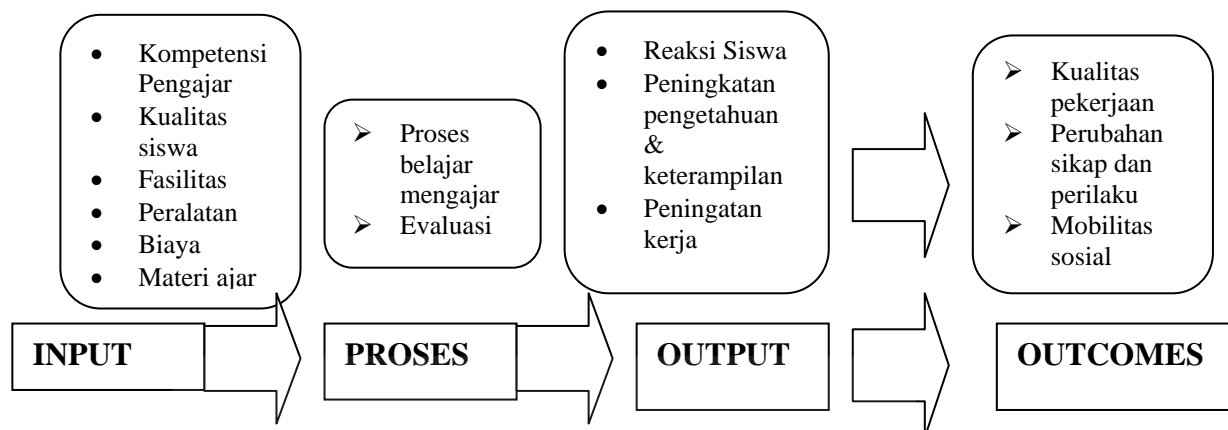 • Kompetensi
Pengajar
• Kualitas
siswa
• Fasilitas
• Peralatan
• Biaya
• Materi ajar
➢ Proses
belajar
mengajar
➢ Evaluasi
• Reaksi Siswa
• Peningkatan
pengetahuan
&
keterampilan
• Peningatan
kerja
➢ Kualitas
pekerjaan
➢ Perubahan
sikap dan
perilaku
➢ Mobilitas
sosial
INPUT
PROSES
OUTPUT
OUTCOMES